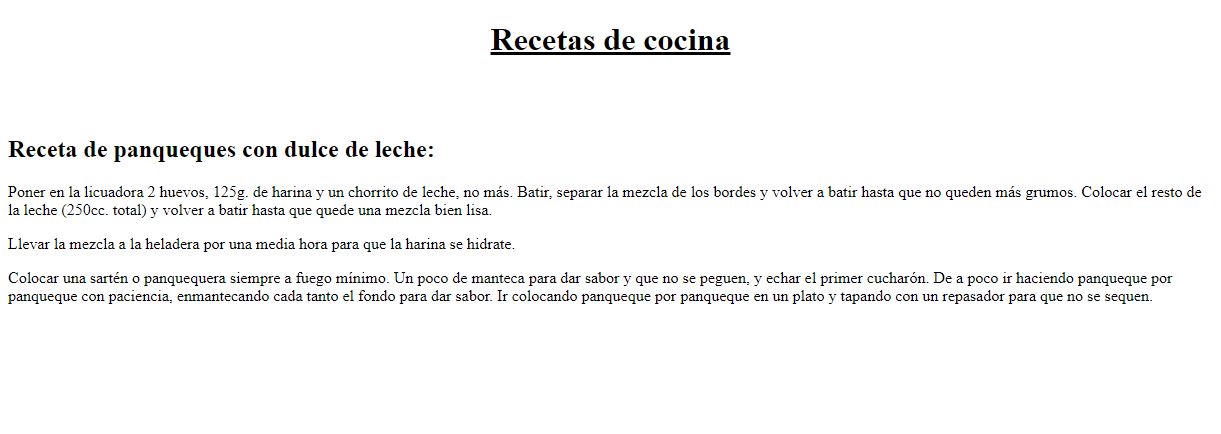 Recetas de cocina
Receta de panqueques con dulce de leche:
Poner en la licuadora 2 huevos, 125g. de harina y un chorrito de leche, no más. Batir, separar la mezcla de los bordes y volver a batir hasta que no queden más grumos. Colocar el resto de
la leche (250cc. total) y volver a batir hasta que quede una mezcla bien lisa.
Llevar la mezcla a la heladera por una media hora para que la harina se hidrate.
Colocar una sartén o panquequera siempre a fuego mínimo. Un poco de manteca para dar sabor y que no se peguen, y echar el primer cucharón. De a poco ir haciendo panqueque por
panqueque con paciencia, enmantecando cada tanto el fondo para dar sabor. Ir colocando panqueque por panqueque en un plato y tapando con un repasador para que no se sequen.